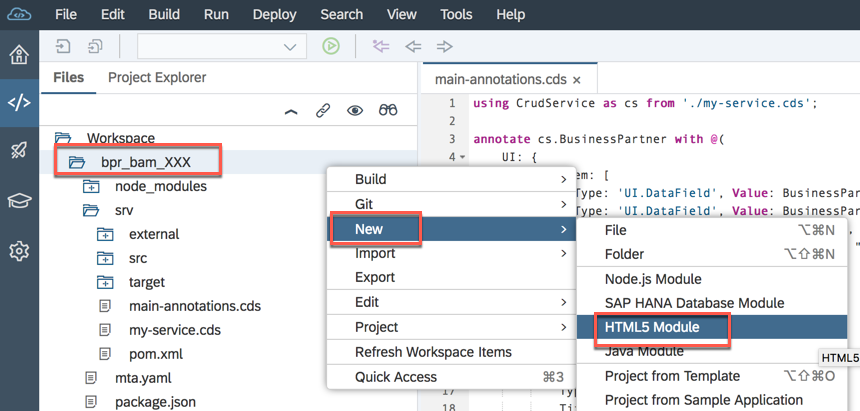 File Edit Build Run Deploy Search View Tools Help
Files Project Explorer
main-annotations.cds ×
1 using CrudService as cs from './my-service.cds';
2
3 annotate cs.BusinessPartner with @(
4 UI: {
em: [
Type: 'UI.DataField', Value: BusinessPar
Type: 'UI.DataField', Value: BusinessPar
17 Ty
18 Ti
Workspace
bpr_bam_XXX
node_modules
srv
external
src
target
main-annotations.cds
my-service.cds
pom.xml
mta.yaml
package.json
Build
Git
New
Import
Export
Edit
Project
Refresh Workspace Items
Quick Access ⌘3
File ⌥⌘N
Folder ⌥⇧⌘N
Node.js Module
SAP HANA Database Module
HTML5 Module
Java Module
Project from Template ⌥⇧⌘O
Project from Sample Application
HTML5